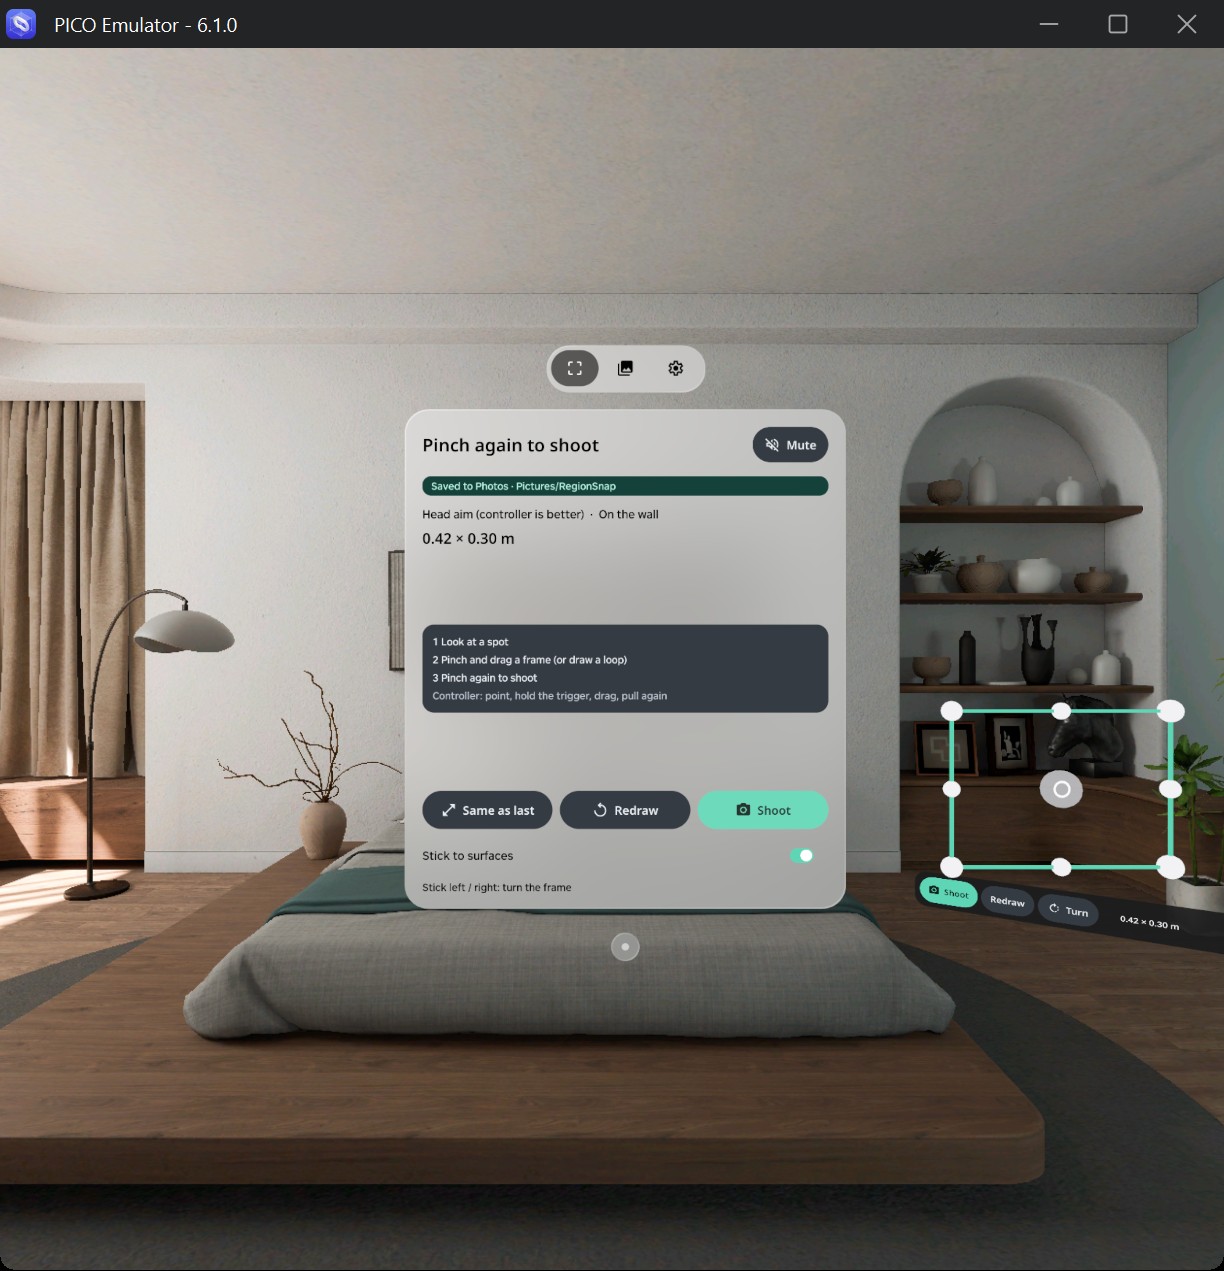 PICO Emulator - 6.1.0
Pinch again to shoot
Mute
Saved to Photos · Pictures/RegionSnap
Head aim (controller is better) · On the wall
0.42 × 0.30 m
1 Look at a spot
2 Pinch and drag a frame (or draw a loop)
3 Pinch again to shoot
Controller: point, hold the trigger, drag, pull again
Same as last
Redraw
Shoot
Stick to surfaces
Stick left / right: turn the frame
Shoot
Redraw
Turn
0.42 × 0.30 m